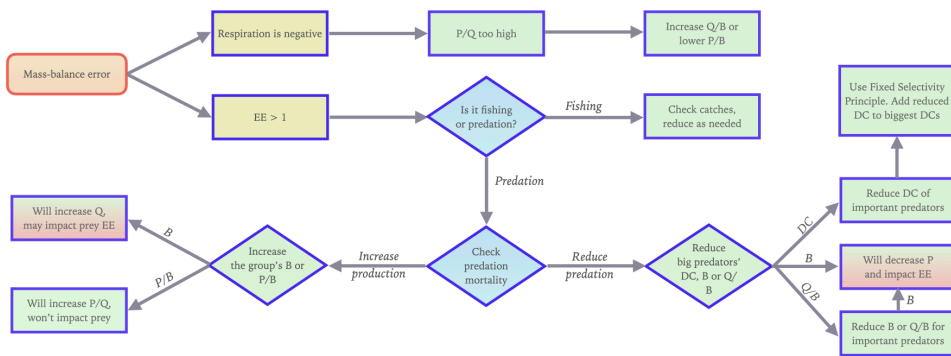 Mass-balance error
Respiration is negative
P/Q too high
Increase Q/B or
lower P/B
EE > 1
Is it fishing
or predation?
Fishing
Check catches,
reduce as needed
Use Fixed Selectivity
Principle. Add reduced
DC to biggest DCs
Predation
Reduce DC of
important predators
Will increase Q,
may impact prey EE
B
Increase
the group's B or
P/B
Increase
production
Check
predation
mortality
Reduce
predation
Reduce
big predators'
DC, B or Q/
B
DC
B
Will decrease P
and impact EE
P/B
Will increase P/Q,
won't impact prey
Q/B
B
Reduce B or Q/B for
important predators